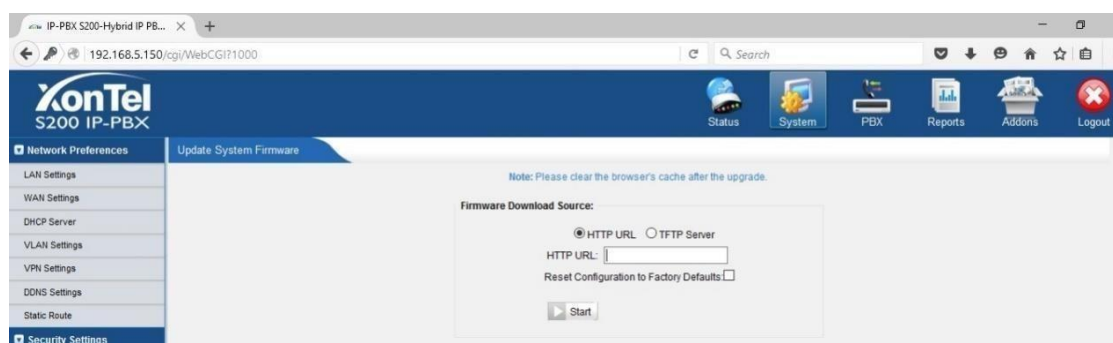 IP-PBX S200-Hybrid IP PB...
192.168.5.150/cgi/WebCGI?1000
Search
XonTel
S200 IP-PBX
Status
System
PBX
Reports
Addons
Logout
Network Preferences
Update System Firmware
LAN Settings
WAN Settings
DHCP Server
VLAN Settings
VPN Settings
DDNS Settings
Static Route
Security Settings
Note: Please clear the browser's cache after the upgrade.
Firmware Download Source:
HTTP URL TFTP Server
HTTP URL:
Reset Configuration to Factory Defaults:
Start